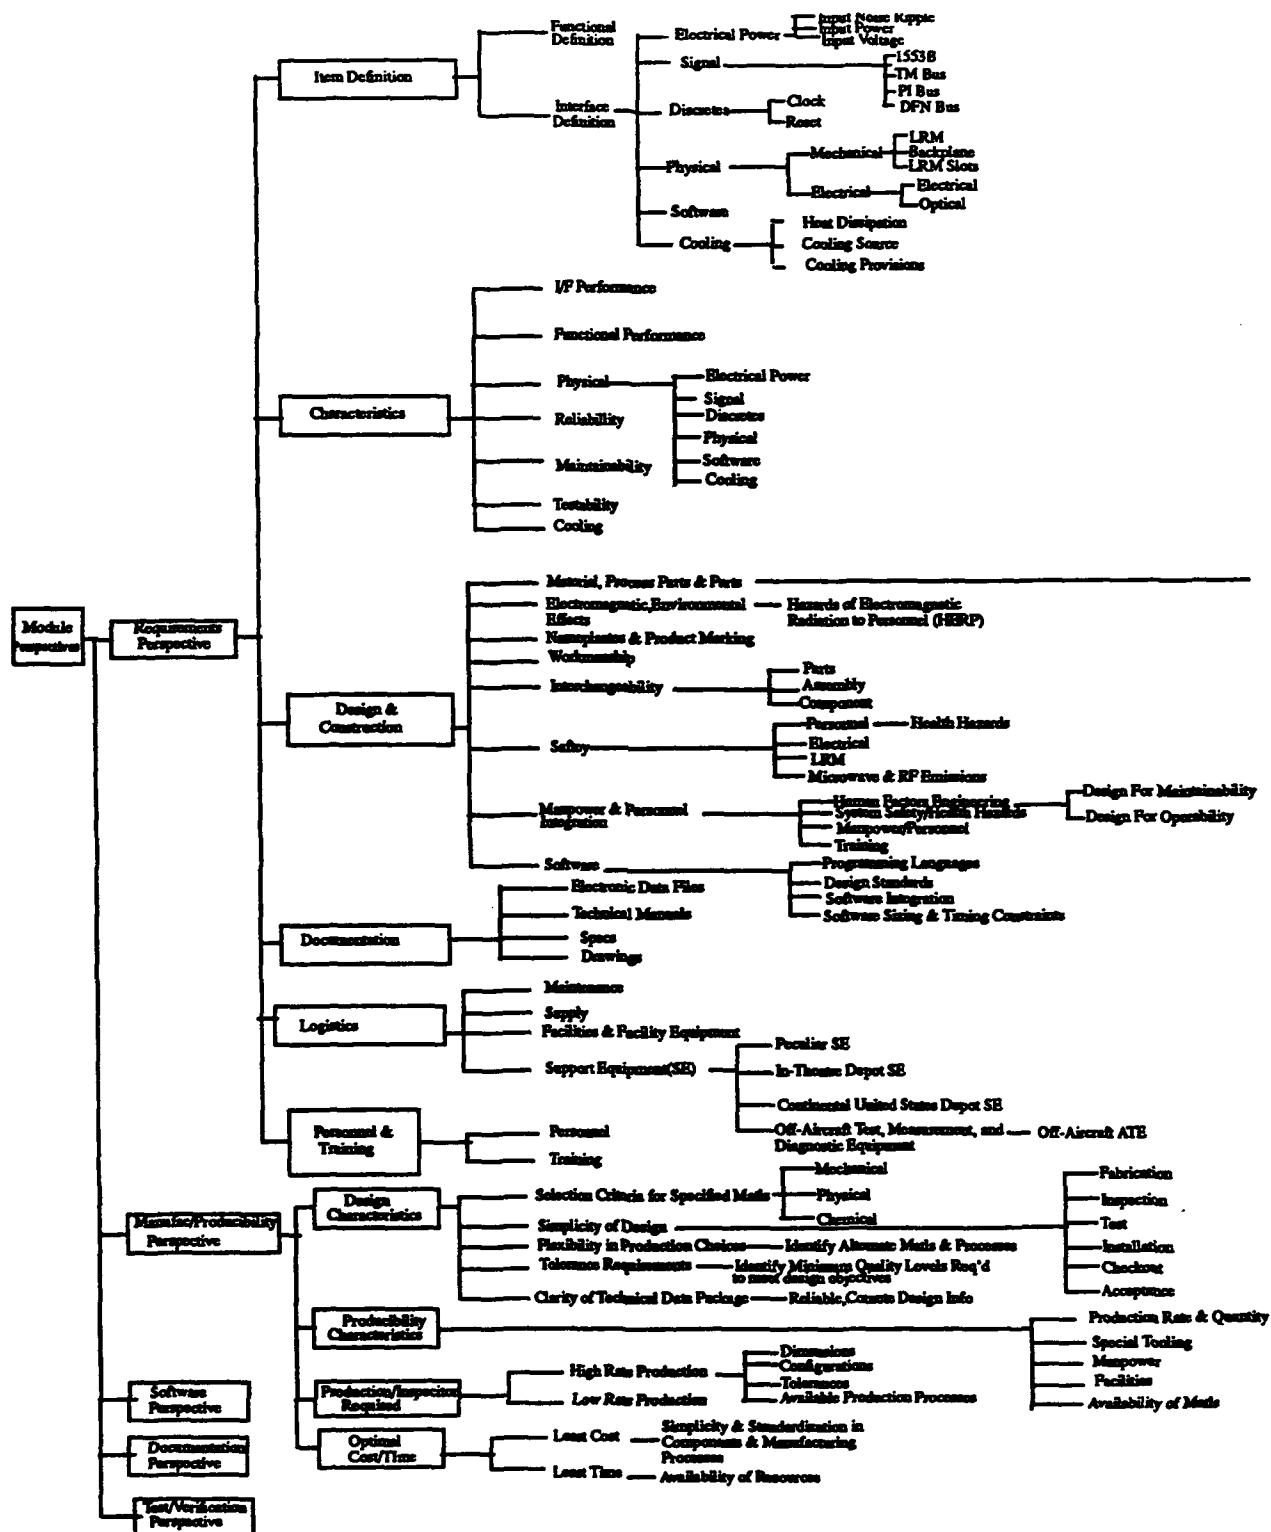 Module
Perspectives
Requirements
Perspective
Item Definition
Functional
Definition
Interface
Definition
Electrical Power
Input Noise Ripple
Input Power
Input Voltage
Signal
1553B
TM Bus
PI Bus
DFN Bus
Discretes
Clock
Reset
Physical
Mechanical
LRM
Backplane
LRM Slots
Electrical
Electrical
Optical
Software
Cooling
Heat Dissipation
Cooling Source
Cooling Provisions
Characteristics
I/F Performance
Functional Performance
Physical
Electrical Power
Signal
Discretes
Physical
Software
Cooling
Reliabillity
Maintainability
Testability
Cooling
Design &
Construction
Material, Process Parts & Parts
Electromagnetic,Environmental
Effects
Hazards of Electromagnetic
Radiation to Personnel (HERP)
Nameplates & Product Marking
Workmanship
Interchangeability
Parts
Assembly
Component
Saftey
Personnel
Health Hazards
Electrical
LRM
Microwave & RF Emissions
Manpower & Personnel
Integration
Human Factors Engineering
Design For Maintainability
Design For Operability
System Safety/Health Hazards
Manpower/Personnel
Training
Software
Programming Languages
Design Standards
Software Integration
Software Sizing & Timing Constraints
Documentation
Electronic Data Files
Technical Manuals
Specs
Drawings
Logistics
Maintenance
Supply
Facilities & Facility Equipment
Support Equipment(SE)
Peculiar SE
In-Theatre Depot SE
Continental United States Depot SE
Off-Aircraft Test, Measurement, and
Diagnostic Equipment
Off-Aircraft ATE
Personnel &
Training
Personnel
Training
Manufac/Producibility
Perspective
Design
Characteristics
Selection Criteria for Specified Matls
Mechanical
Physical
Chemical
Simplicity of Design
Fabrication
Inspection
Test
Installation
Checkout
Acceptance
Flexibility in Production Choices
Identify Alternate Matls & Processes
Tolerance Requirements
Identify Minimum Quality Levels Req'd
to meet design objectives
Clarity of Technical Data Package
Reliable, Design Info
Producibility
Characteristics
Production Rate & Quantity
Special Tooling
Manpower
Facilities
Availability of Matls
Production/Inspection
Required
High Rate Production
Low Rate Production
Dimensions
Configurations
Tolerances
Available Production Processes
Optimal
Cost/Time
Least Cost
Simplicity & Standardization in
Components & Manufacturing
Processes
Least Time
Availability of Resources
Software
Perspective
Documentation
Perspective
Test/Verification
Perspective